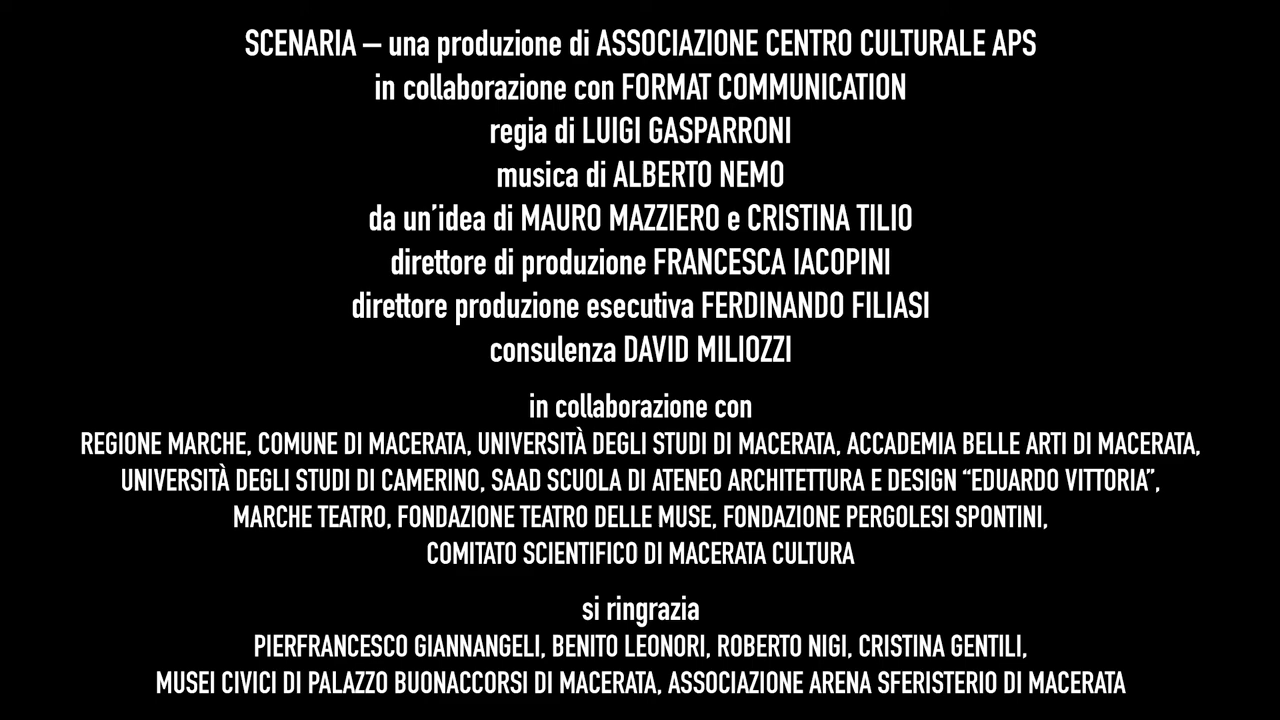 SCENARIA – una produzione di ASSOCIAZIONE CENTRO CULTURALE APS
in collaborazione con FORMAT COMMUNICATION
regia di LUIGI GASPARRONI
musica di ALBERTO NEMO
da un’idea di MAURO MAZZIERO e CRISTINA TILIO
direttore di produzione FRANCESCA IACOPINI
direttore produzione esecutiva FERDINANDO FILIASI
consulenza DAVID MILIOZZI
in collaborazione con
REGIONE MARCHE, COMUNE DI MACERATA, UNIVERSITÀ DEGLI STUDI DI MACERATA, ACCADEMIA BELLE ARTI DI MACERATA,
UNIVERSITÀ DEGLI STUDI DI CAMERINO, SAAD SCUOLA DI ATENEO ARCHITETTURA E DESIGN “EDUARDO VITTORIA”,
MARCHE TEATRO, FONDAZIONE TEATRO DELLE MUSE, FONDAZIONE PERGOLESI SPONTINI,
COMITATO SCIENTIFICO DI MACERATA CULTURA
si ringrazia
PIERFRANCESCO GIANNANGELI, BENITO LEONORI, ROBERTO NIGI, CRISTINA GENTILI,
MUSEI CIVICI DI PALAZZO BUONACCORSI DI MACERATA, ASSOCIAZIONE ARENA SFERISTERIO DI MACERATA